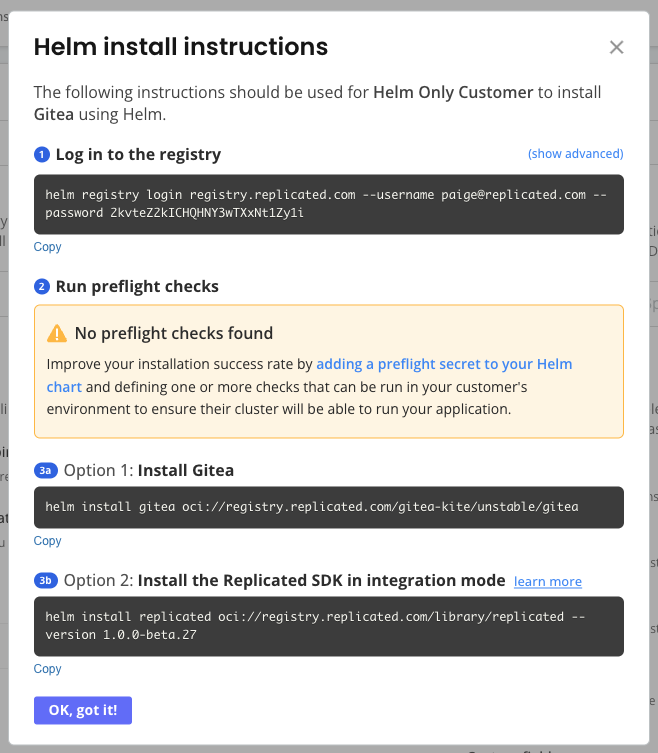 Helm install instructions
The following instructions should be used for Helm Only Customer to install
Gitea using Helm.
1 Log in to the registry (show advanced)
helm registry login registry.replicated.com --username paige@replicated.com --
password 2kvteZ2kICHQHNY3wTXxNt1Zy1i
Copy
2 Run preflight checks
No preflight checks found
Improve your installation success rate by adding a preflight secret to your Helm
chart and defining one or more checks that can be run in your customer's
environment to ensure their cluster will be able to run your application.
3a Option 1: Install Gitea
helm install gitea oci://registry.replicated.com/gitea-kite/unstable/gitea
Copy
3b Option 2: Install the Replicated SDK in integration mode learn more
helm install replicated oci://registry.replicated.com/library/replicated --
version 1.0.0-beta.27
Copy
OK, got it!